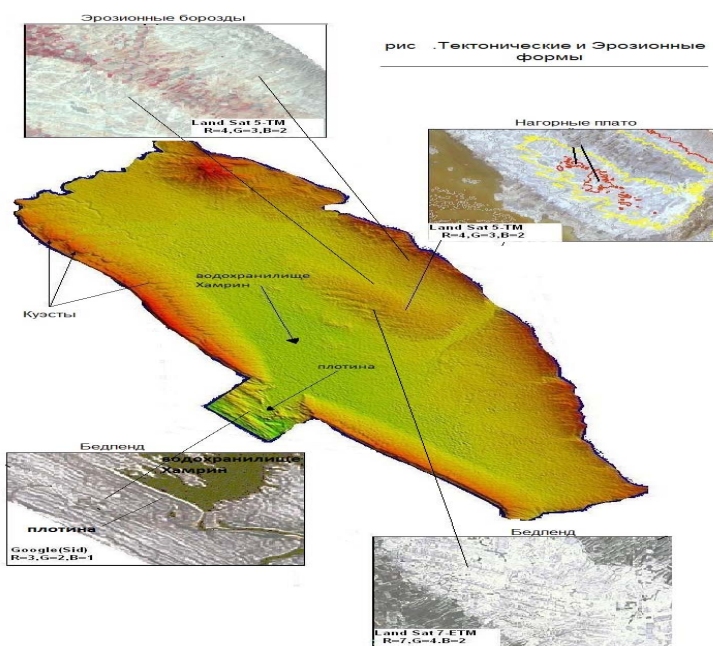 Эрозионные борозды
рис .Тектонические и Эрозионные
формы
Land Sat 5-TM
R=4,G=3,B=2
Нагорные плато
Land Sat 5-TM
R=4,G=3,B=2
водохранилище
Хамрин
Куэсты
плотина
Бедленд
водохранилище
Хамрин
плотина
Google(Sid)
R=3,G=2,B=1
Бедленд
Land Sat 7-ETM
R=7,G=4.B=2